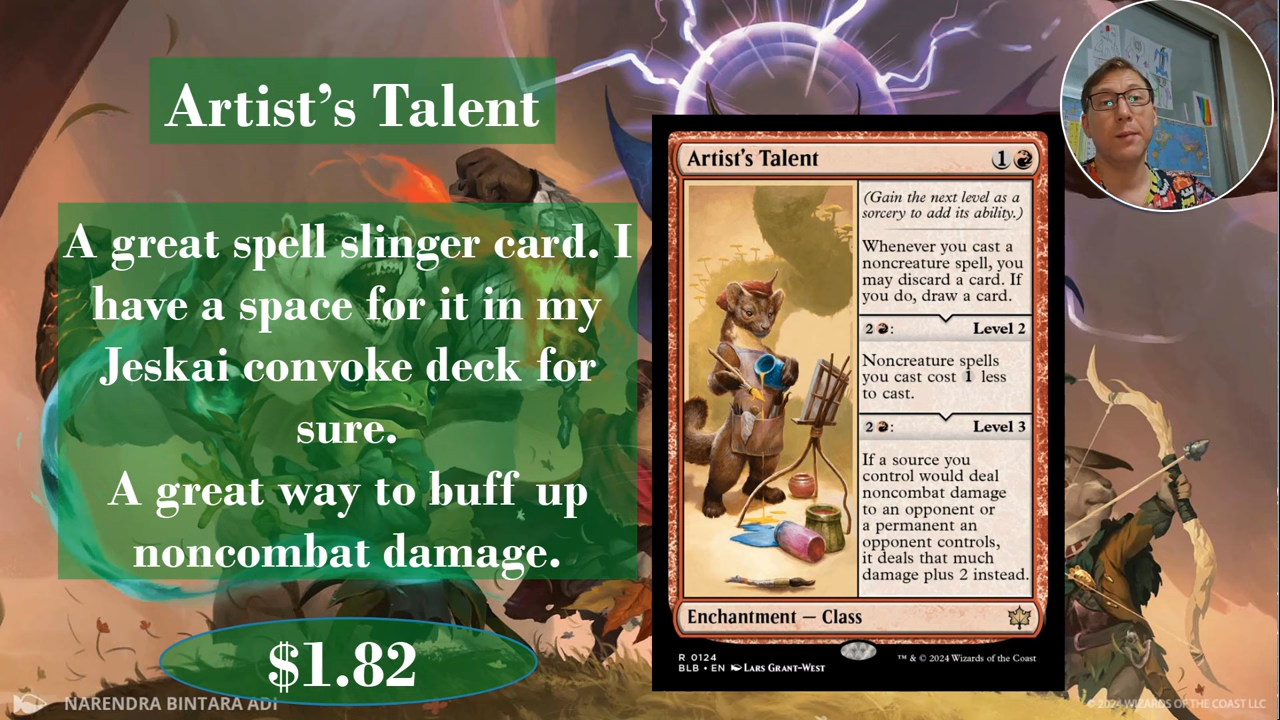 Artist's Talent
A great spell slinger card. I
have a space for it in my
Jeskai convoke deck for
sure.
A great way to buff up
noncombat damage.
$1.82
Artist's Talent
1
(Gain the next level as a
sorcery to add its ability.)
Whenever you cast a
noncreature spell, you
may discard a card. If
you do, draw a card.
2 : Level 2
Noncreature spells
you cast cost 1 less
to cast.
2 : Level 3
If a source you
control would deal
noncombat damage
to an opponent or
a permanent an
opponent controls,
it deals that much
damage plus 2 instead.
Enchantment — Class
R 0124
BLB • EN LARS GRANT-WEST
™ & © 2024 Wizards of the Coast
NARENDRA BINTARA ADI
© 2024 WIZARDS OF THE COAST LLC